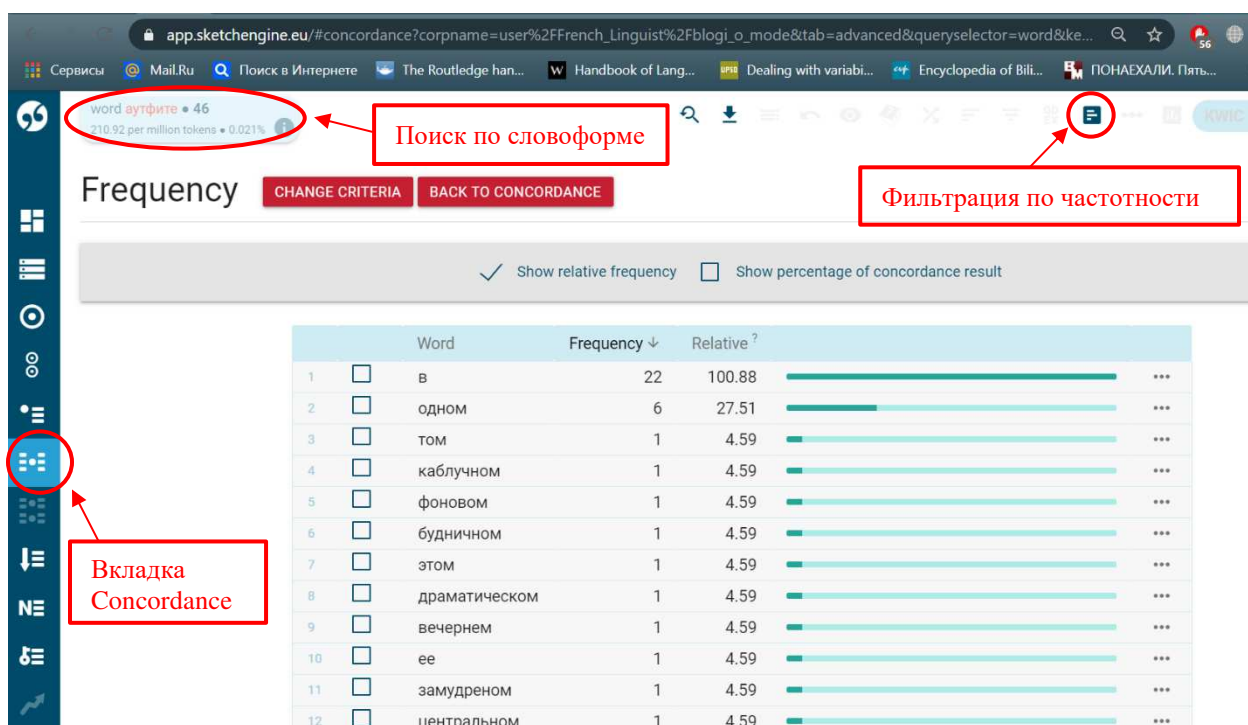 app.sketchengine.eu/#concordance?corpname=user%2FFrench_Linguist%2Fblogi_o_mode&tab=advanced&queryselector=word&ke...
56
Сервисы Mail.Ru Поиск в Интернете The Routledge han... W Handbook of Lang... Dealing with variabi... Encyclopedia of Bili... ПОНАЕХАЛИ. Пять...
word аутфите • 46
210.92 per million tokens • 0.021% i
KWIC
Поиск по словоформе
Фильтрация по частотности
Frequency CHANGE CRITERIA BACK TO CONCORDANCE
Show relative frequency Show percentage of concordance result
Word Frequency ↓ Relative ?
1 в 22 100.88 •••
2 одном 6 27.51 •••
3 том 1 4.59 •••
4 каблучном 1 4.59 •••
5 фоновом 1 4.59 •••
6 будничном 1 4.59 •••
7 этом 1 4.59 •••
8 драматическом 1 4.59 •••
9 вечернем 1 4.59 •••
10 ее 1 4.59 •••
11 замудреном 1 4.59 •••
12 центральном 1 4.59 •••
Вкладка
Concordance
N